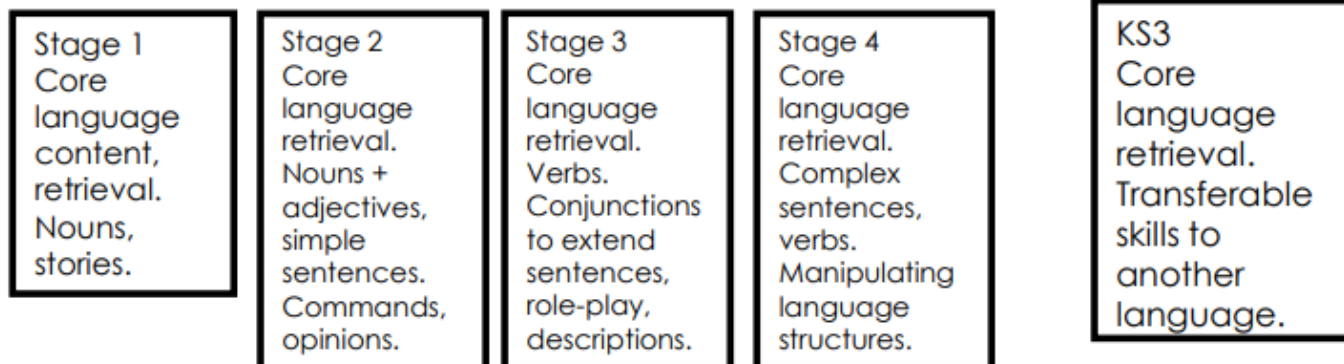 Stage 1
Core
language
content,
retrieval.
Nouns,
stories.
Stage 2
Core
language
retrieval.
Nouns +
adjectives,
simple
sentences.
Commands,
opinions.
Stage 3
Core
language
retrieval.
Verbs.
Conjunctions
to extend
sentences,
role-play,
descriptions.
Stage 4
Core
language
retrieval.
Complex
sentences,
verbs.
Manipulating
language
structures.
KS3
Core
language
retrieval.
Transferable
skills to
another
language.